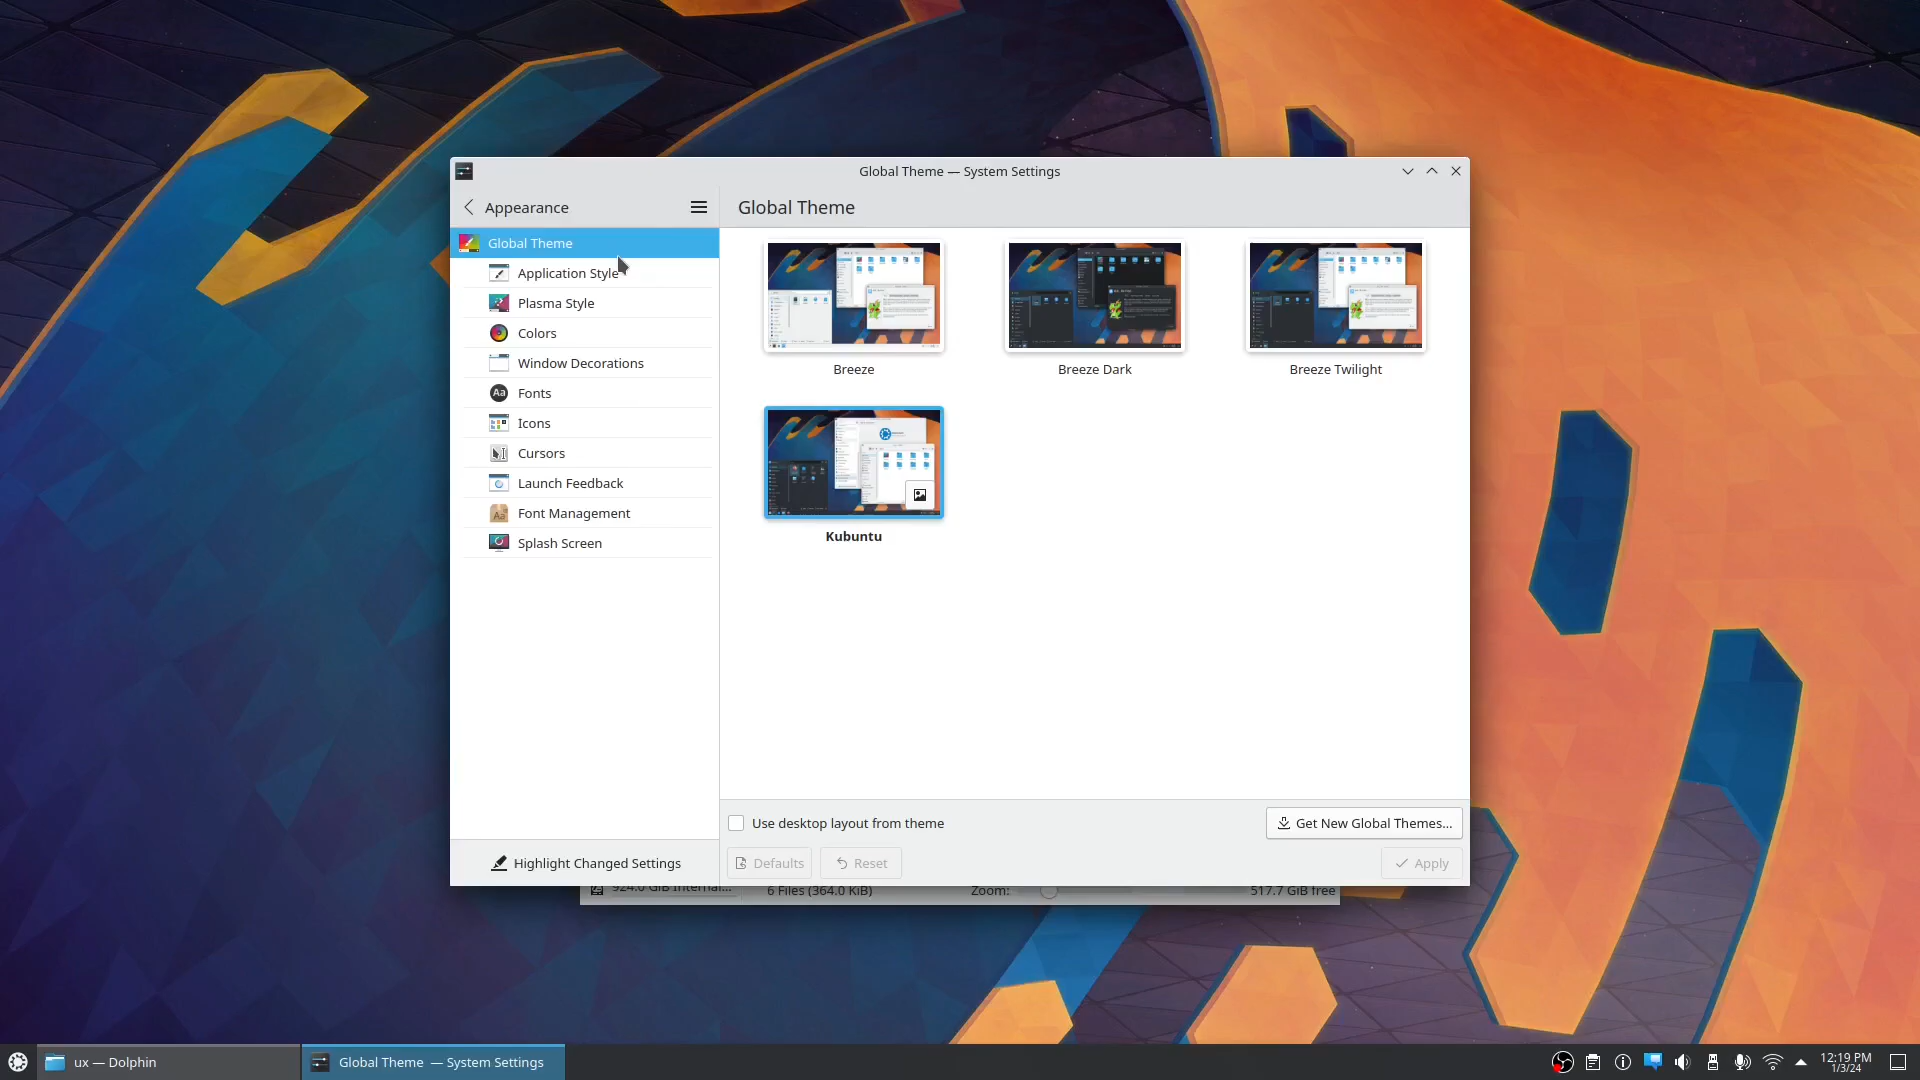 Global Theme — System Settings
Appearance
Global Theme
Global Theme
Application Style
Plasma Style
Colors
Window Decorations
Fonts
Icons
Cursors
Launch Feedback
Font Management
Splash Screen
Highlight Changed Settings
Breeze
Breeze Dark
Breeze Twilight
Kubuntu
Use desktop layout from theme
Get New Global Themes...
Defaults
Reset
Apply
924.0 GiB Internal...
6 Files (364.0 KiB)
Zoom:
517.7 GiB free
ux — Dolphin
Global Theme — System Settings
12:19 PM
1/3/24